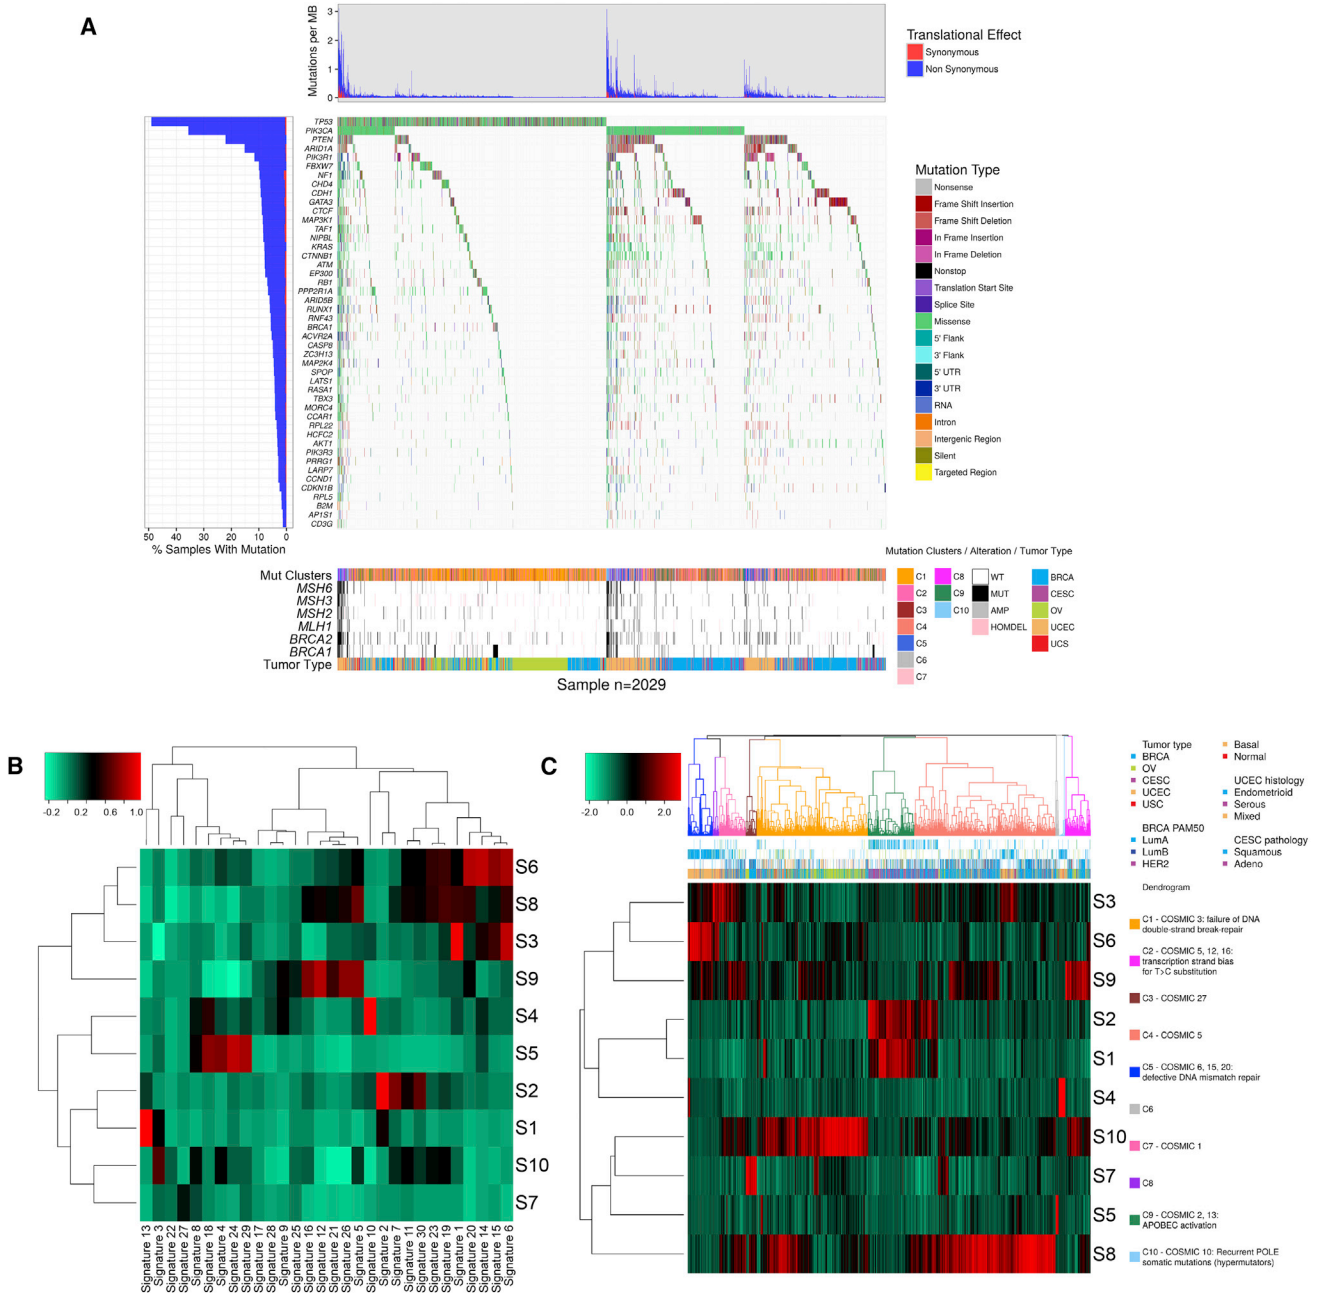 A
Mutations per MB
3
2
1
0
Translational Effect
Synonymous
Non Synonymous
TP53
PIK3CA
PTEN
ARID1A
PIK3R1
FBXW7
NF1
CHD4
CDH1
GATA3
CTCF
MAP3K1
TAF1
NIPBL
KRAS
CTNNB1
ATM
EP300
RB1
PPP2R1A
ARID5B
RUNX1
RNF43
BRCA1
ACVR2A
CASP8
ZC3H13
MAP2K4
SPOP
LATS1
RASA1
TBX3
MORC4
CCAR1
RPL22
HCFC2
AKT1
PIK3R3
PRRG1
LARP7
CCND1
CDKN1B
RPL5
B2M
AP1S1
CD3G
50 40 30 20 10 0
% Samples With Mutation
Mutation Type
Nonsense
Frame Shift Insertion
Frame Shift Deletion
In Frame Insertion
In Frame Deletion
Nonstop
Translation Start Site
Splice Site
Missense
5' Flank
3' Flank
5' UTR
3' UTR
RNA
Intron
Intergenic Region
Silent
Targeted Region
Mut Clusters
MSH6
MSH3
MSH2
MLH1
BRCA2
BRCA1
Tumor Type
Sample n=2029
Mutation Clusters / Alteration / Tumor Type
C1 C8 WT BRCA
C2 C9 MUT CESC
C3 C10 AMP OV
C4 HOMDEL UCEC
C5 UCS
C6
C7
B
-0.2 0.2 0.6 1.0
S6
S8
S3
S9
S4
S5
S2
S1
S10
S7
Signature 13
Signature 3
Signature 22
Signature 27
Signature 8
Signature 18
Signature 4
Signature 24
Signature 29
Signature 17
Signature 28
Signature 9
Signature 25
Signature 16
Signature 12
Signature 21
Signature 26
Signature 5
Signature 10
Signature 2
Signature 7
Signature 11
Signature 30
Signature 23
Signature 19
Signature 1
Signature 20
Signature 14
Signature 15
Signature 6
C
-2.0 0.0 2.0
S3
S6
S9
S2
S1
S4
S10
S7
S5
S8
Tumor type
BRCA
OV
CESC
UCEC
USC
BRCA PAM50
LumA
LumB
HER2
Basal
Normal
UCEC histology
Endometrioid
Serous
Mixed
CESC pathology
Squamous
Adeno
Dendrogram
C1 - COSMIC 3: failure of DNA
double-strand break-repair
C2 - COSMIC 5, 12, 16:
transcription strand bias
for T>C substitution
C3 - COSMIC 27
C4 - COSMIC 5
C5 - COSMIC 6, 15, 20:
defective DNA mismatch repair
C6
C7 - COSMIC 1
C8
C9 - COSMIC 2, 13:
APOBEC activation
C10 - COSMIC 10: Recurrent POLE
somatic mutations (hypermutators)